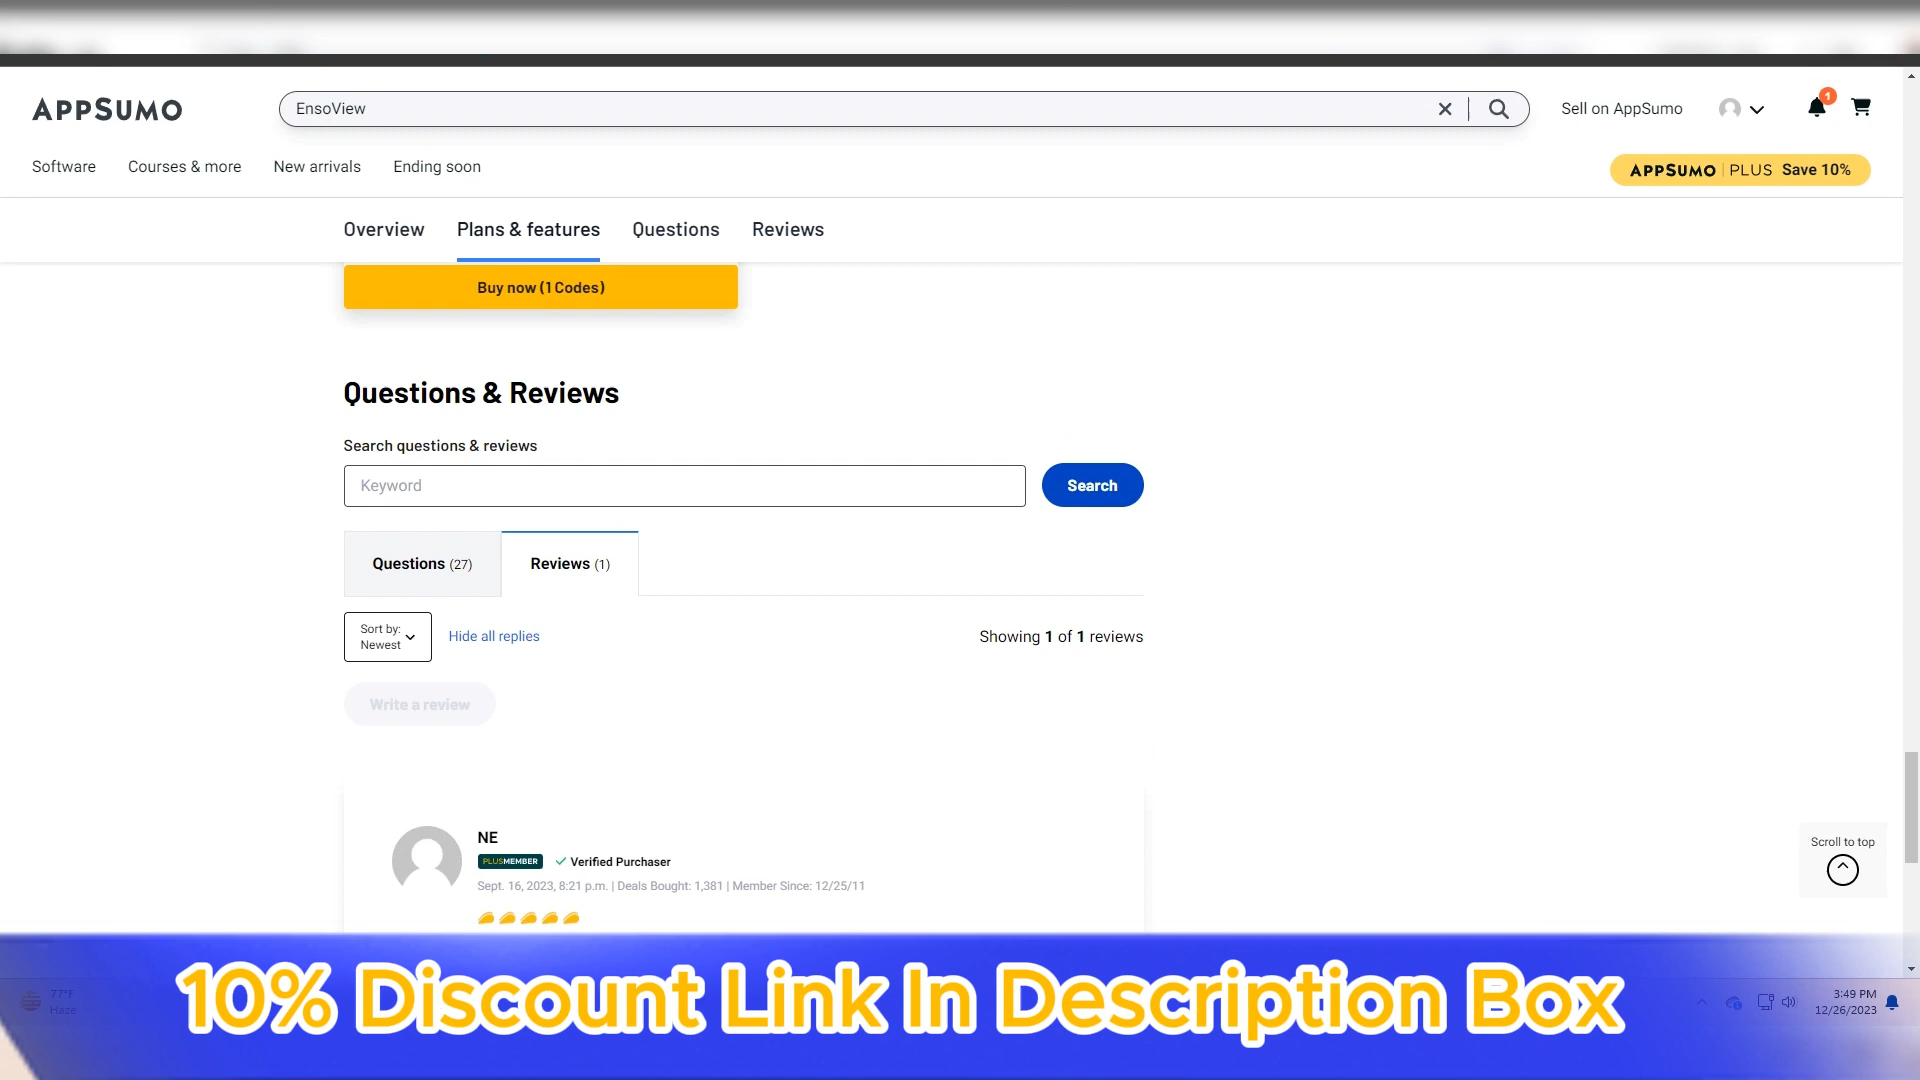 APPSUMO
EnsoView
Sell on AppSumo
1
Software
Courses & more
New arrivals
Ending soon
APPSUMO | PLUS Save 10%
Overview
Plans & features
Questions
Reviews
Buy now (1 Codes)
Questions & Reviews
Search questions & reviews
Keyword
Search
Questions (27)
Reviews (1)
Sort by:
Newest
Hide all replies
Showing 1 of 1 reviews
Write a review
NE
PLUSMEMBER
Verified Purchaser
Sept. 16, 2023, 8:21 p.m. | Deals Bought: 1,381 | Member Since: 12/25/11
Scroll to top
10% Discount Link In Description Box
77°F
Haze
3:49 PM
12/26/2023